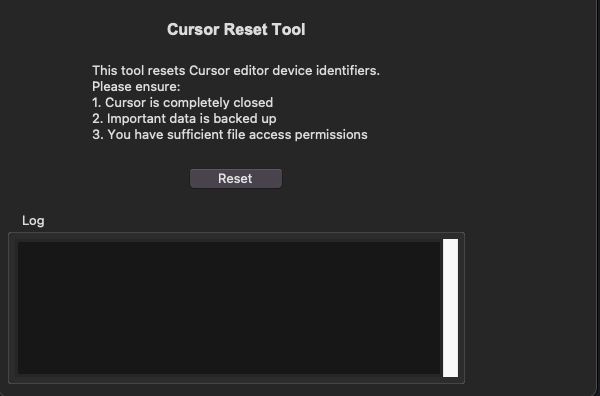 Cursor Reset Tool
This tool resets Cursor editor device identifiers.
Please ensure:
1. Cursor is completely closed
2. Important data is backed up
3. You have sufficient file access permissions
Reset
Log